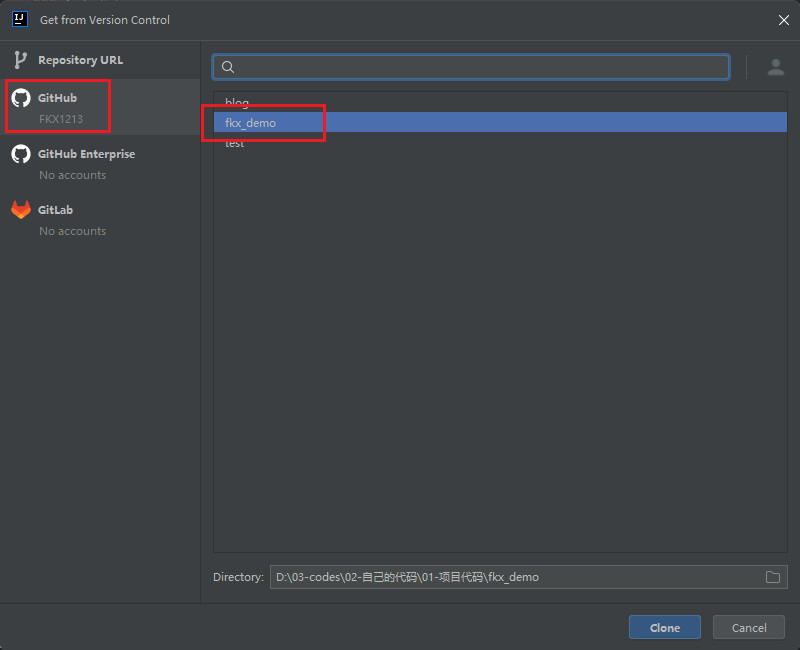 IJ
Get from Version Control
Repository URL
GitHub
FKX1213
GitHub Enterprise
No accounts
GitLab
No accounts
blog
fkx_demo
test
Directory: D:\03-codes\02-自己的代码\01-项目代码\fkx_demo
Clone Cancel